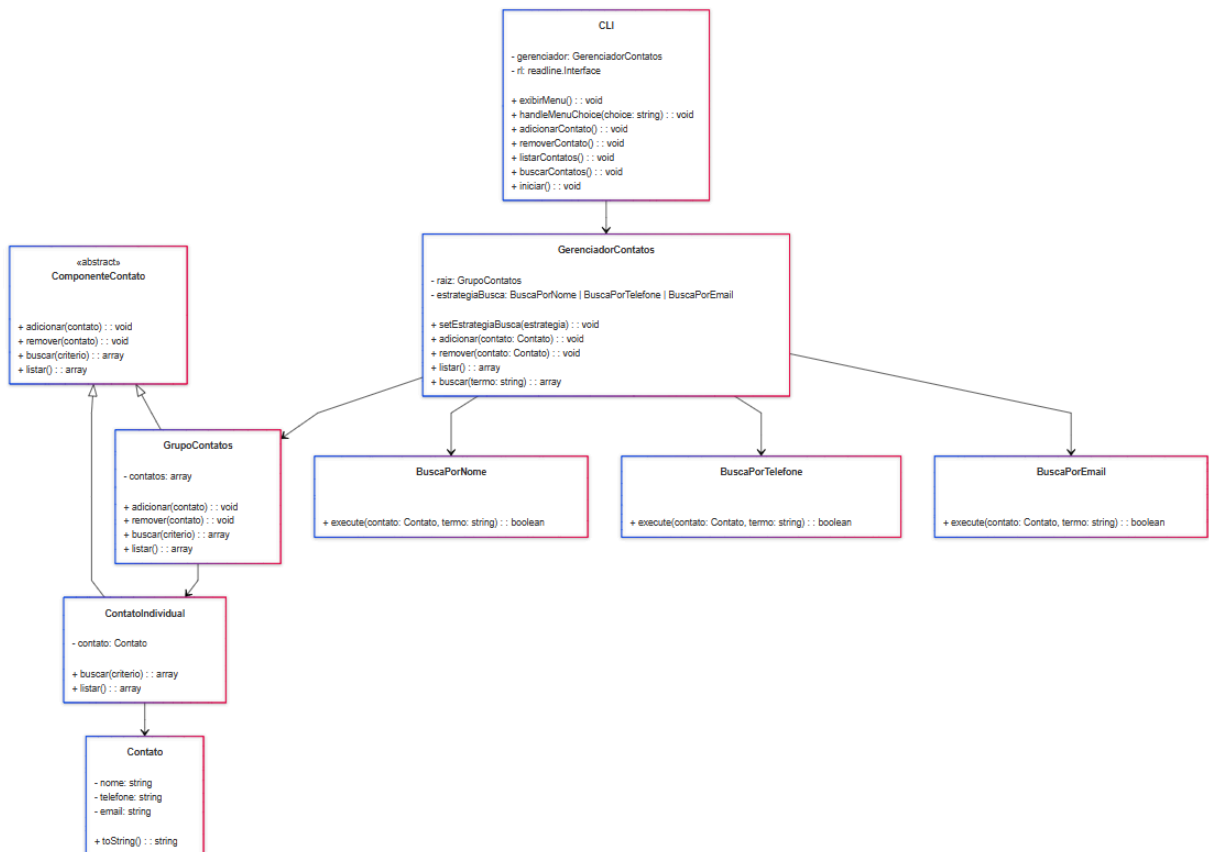 CLI
- gerenciador: GerenciadorContatos
- rl: readline.Interface
+ exibirMenu() : : void
+ handleMenuChoice(choice: string) : : void
+ adicionarContato() : : void
+ removerContato() : : void
+ listarContatos() : : void
+ buscarContatos() : : void
+ iniciar() : : void
«abstract»
ComponenteContato
+ adicionar(contato) : : void
+ remover(contato) : : void
+ buscar(criterio) : : array
+ listar() : : array
GerenciadorContatos
- raiz: GrupoContatos
- estrategiaBusca: BuscaPorNome | BuscaPorTelefone | BuscaPorEmail
+ setEstrategiaBusca(estrategia) : : void
+ adicionar(contato: Contato) : : void
+ remover(contato: Contato) : : void
+ listar() : : array
+ buscar(termo: string) : : array
GrupoContatos
- contatos: array
+ adicionar(contato) : : void
+ remover(contato) : : void
+ buscar(criterio) : : array
+ listar() : : array
BuscaPorNome
+ execute(contato: Contato, termo: string) : : boolean
BuscaPorTelefone
+ execute(contato: Contato, termo: string) : : boolean
BuscaPorEmail
+ execute(contato: Contato, termo: string) : : boolean
ContatoIndividual
- contato: Contato
+ buscar(criterio) : : array
+ listar() : : array
Contato
- nome: string
- telefone: string
- email: string
+ toString() : : string